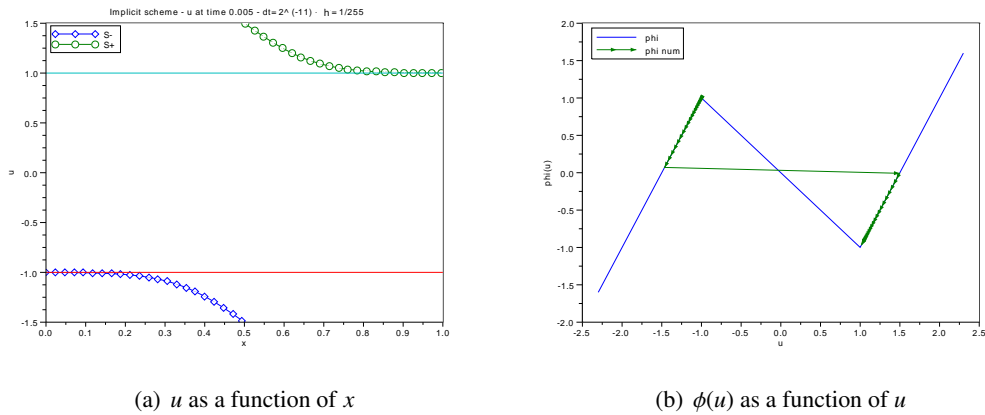 Implicit scheme - u at time 0.005 - dt=2^ (-11) - h = 1/255
1.5
1.0
0.5
0.0
-0.5
-1.0
-1.5
u
S-
S+
0.0 0.1 0.2 0.3 0.4 0.5 0.6 0.7 0.8 0.9 1.0
x
2.0
1.5
1.0
0.5
0.0
-0.5
-1.0
-1.5
-2.0
phi(u)
phi
phi num
-2.5 -2.0 -1.5 -1.0 -0.5 0.0 0.5 1.0 1.5 2.0 2.5
u
(a) u as a function of x
(b) ϕ(u) as a function of u